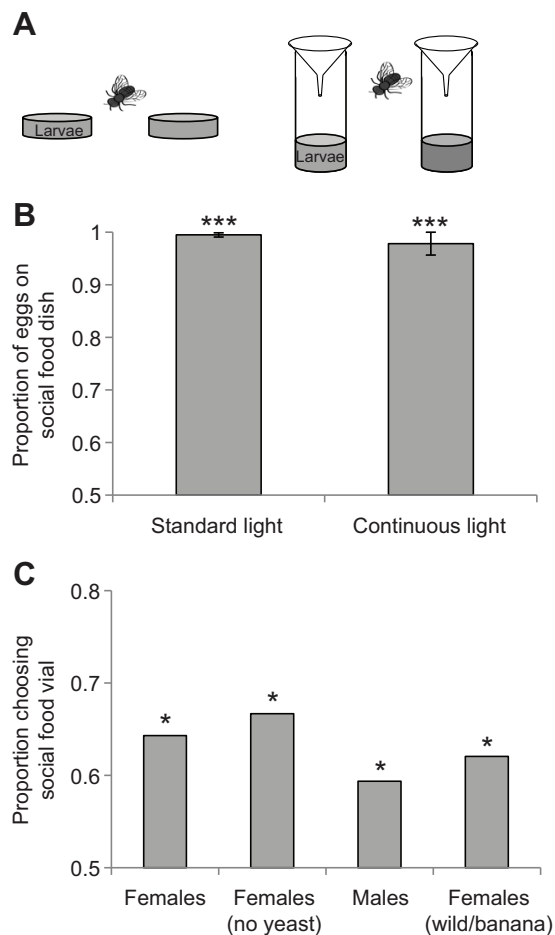 A
Larvae
Larvae
B
Proportion of eggs on
social food dish
1
0.9
0.8
0.7
0.6
0.5
***
***
Standard light
Continuous light
C
Proportion choosing
social food vial
0.8
0.7
0.6
0.5
*
*
*
*
Females
Females
(no yeast)
Males
Females
(wild/banana)